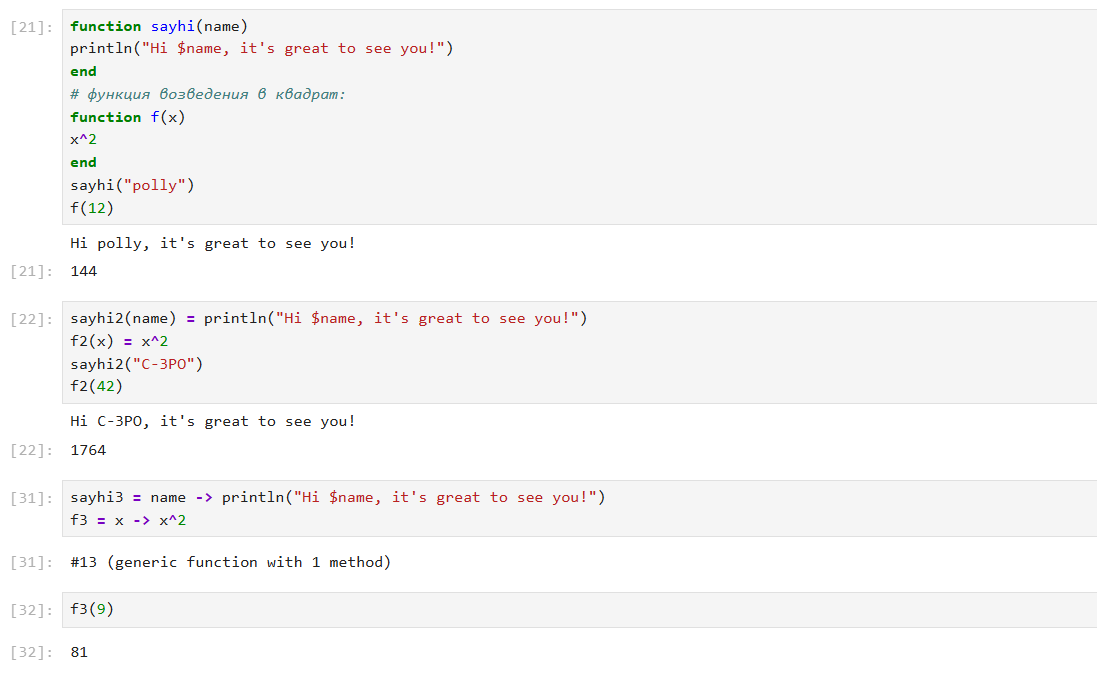 [21]: function sayhi(name)
println("Hi $name, it's great to see you!")
end
# функция возведения в квадрат:
function f(x)
x^2
end
sayhi("polly")
f(12)
Hi polly, it's great to see you!
[21]: 144
[22]: sayhi2(name) = println("Hi $name, it's great to see you!")
f2(x) = x^2
sayhi2("C-3PO")
f2(42)
Hi C-3PO, it's great to see you!
[22]: 1764
[31]: sayhi3 = name -> println("Hi $name, it's great to see you!")
f3 = x -> x^2
[31]: #13 (generic function with 1 method)
[32]: f3(9)
[32]: 81